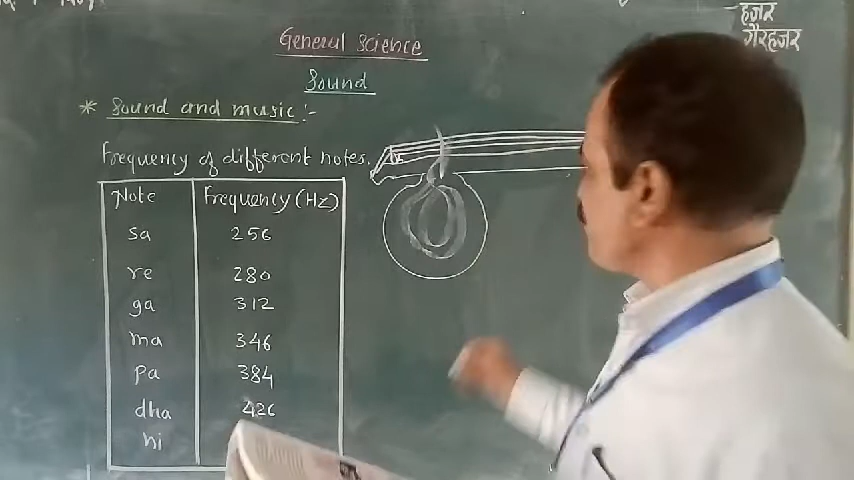 हजर
गैरहजर
General Science
Sound
* Sound and music :-
Frequency of different notes.
Note Frequency (Hz)
sa 256
re 280
ga 312
ma 346
pa 384
dha 426
ni